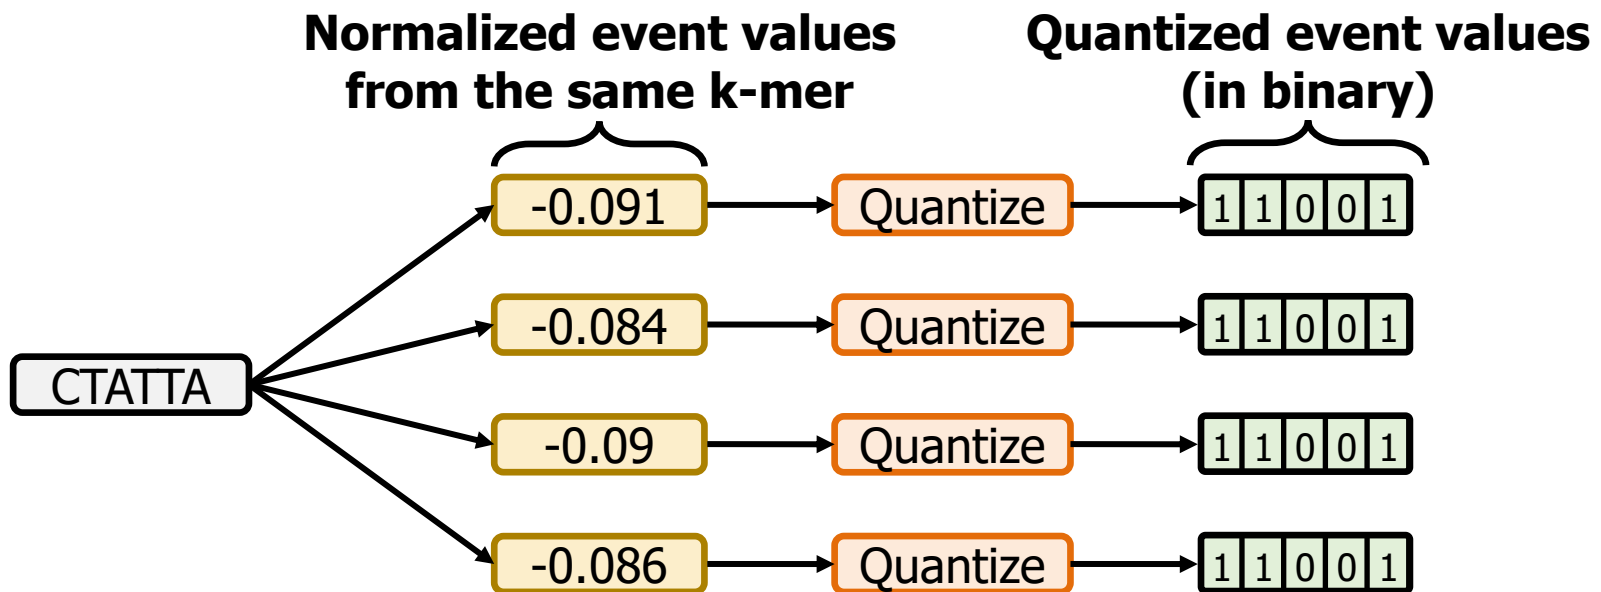 Normalized event values
from the same k-mer
Quantized event values
(in binary)
-0.091
Quantize
1 1 0 0 1
-0.084
Quantize
1 1 0 0 1
CTATTA
-0.09
Quantize
1 1 0 0 1
-0.086
Quantize
1 1 0 0 1